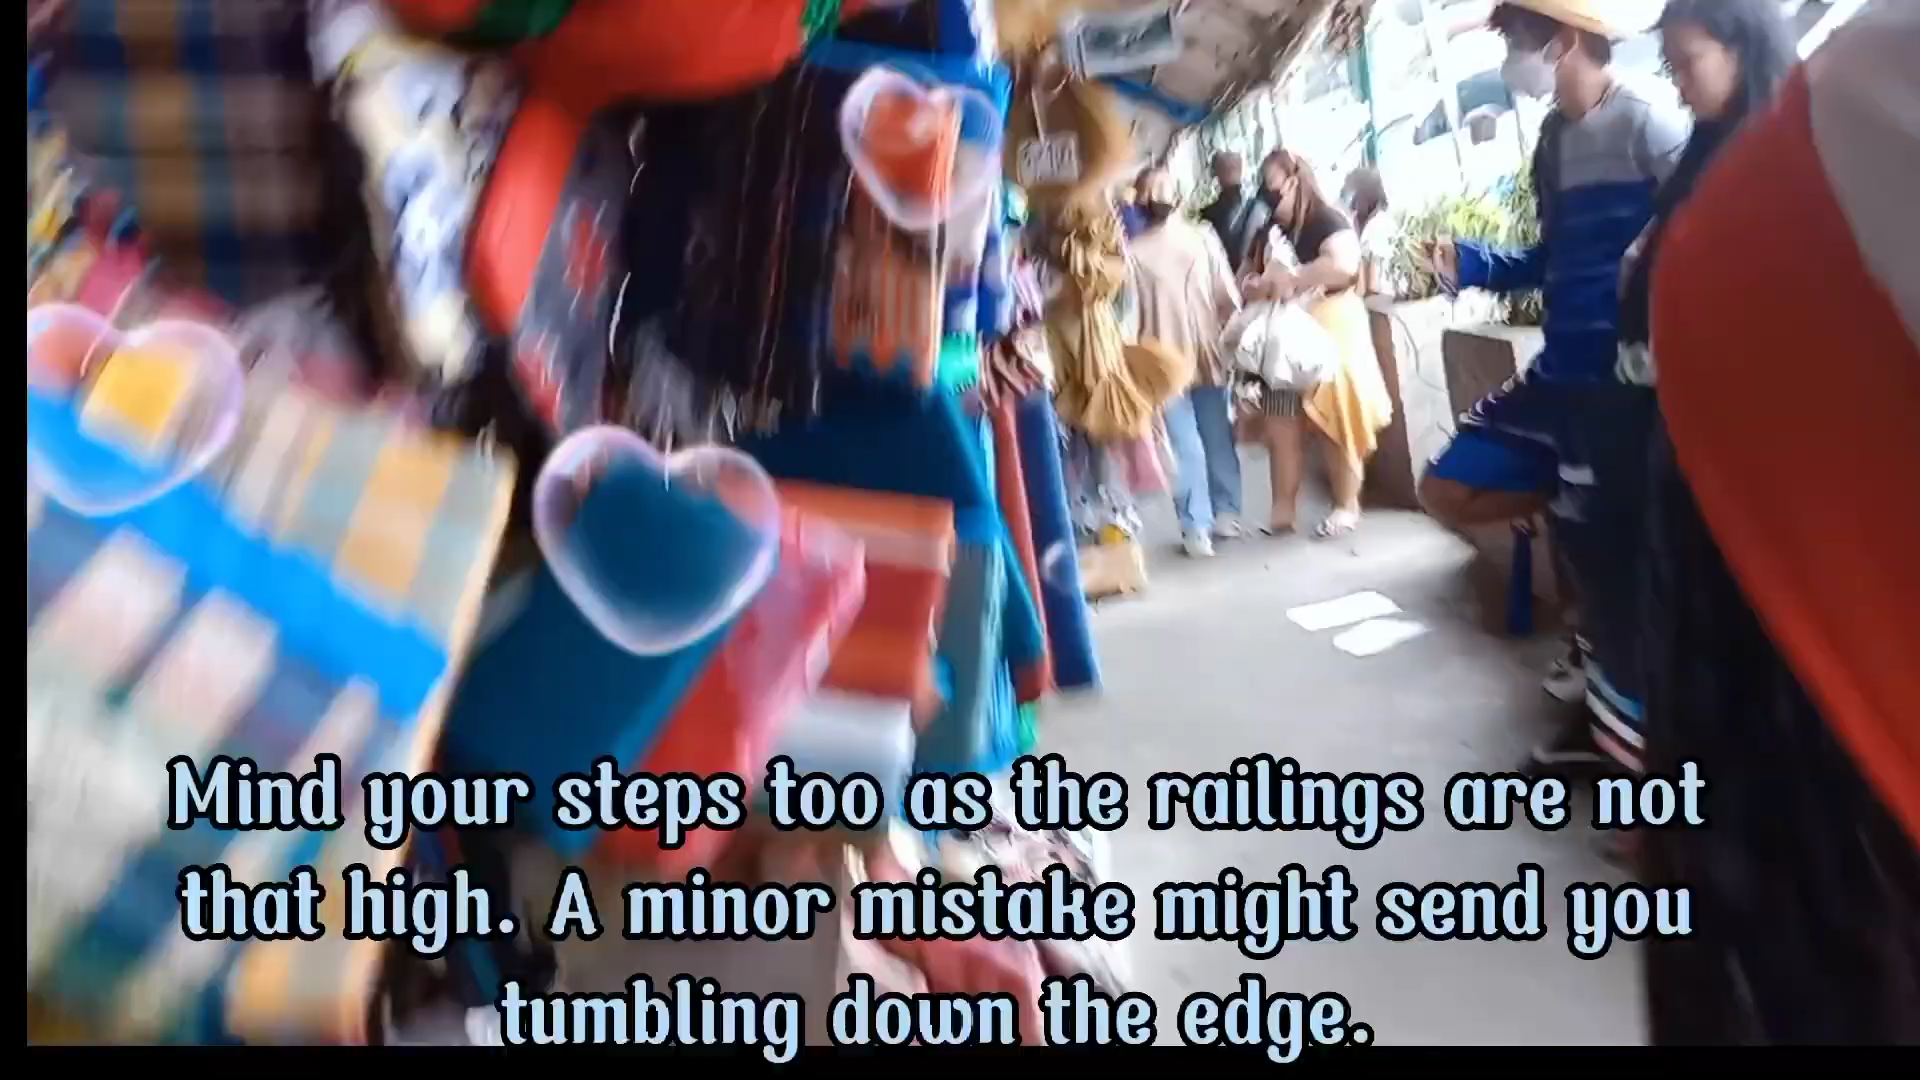 Mind your steps too as the railings are not
that high. A minor mistake might send you
tumbling down the edge.